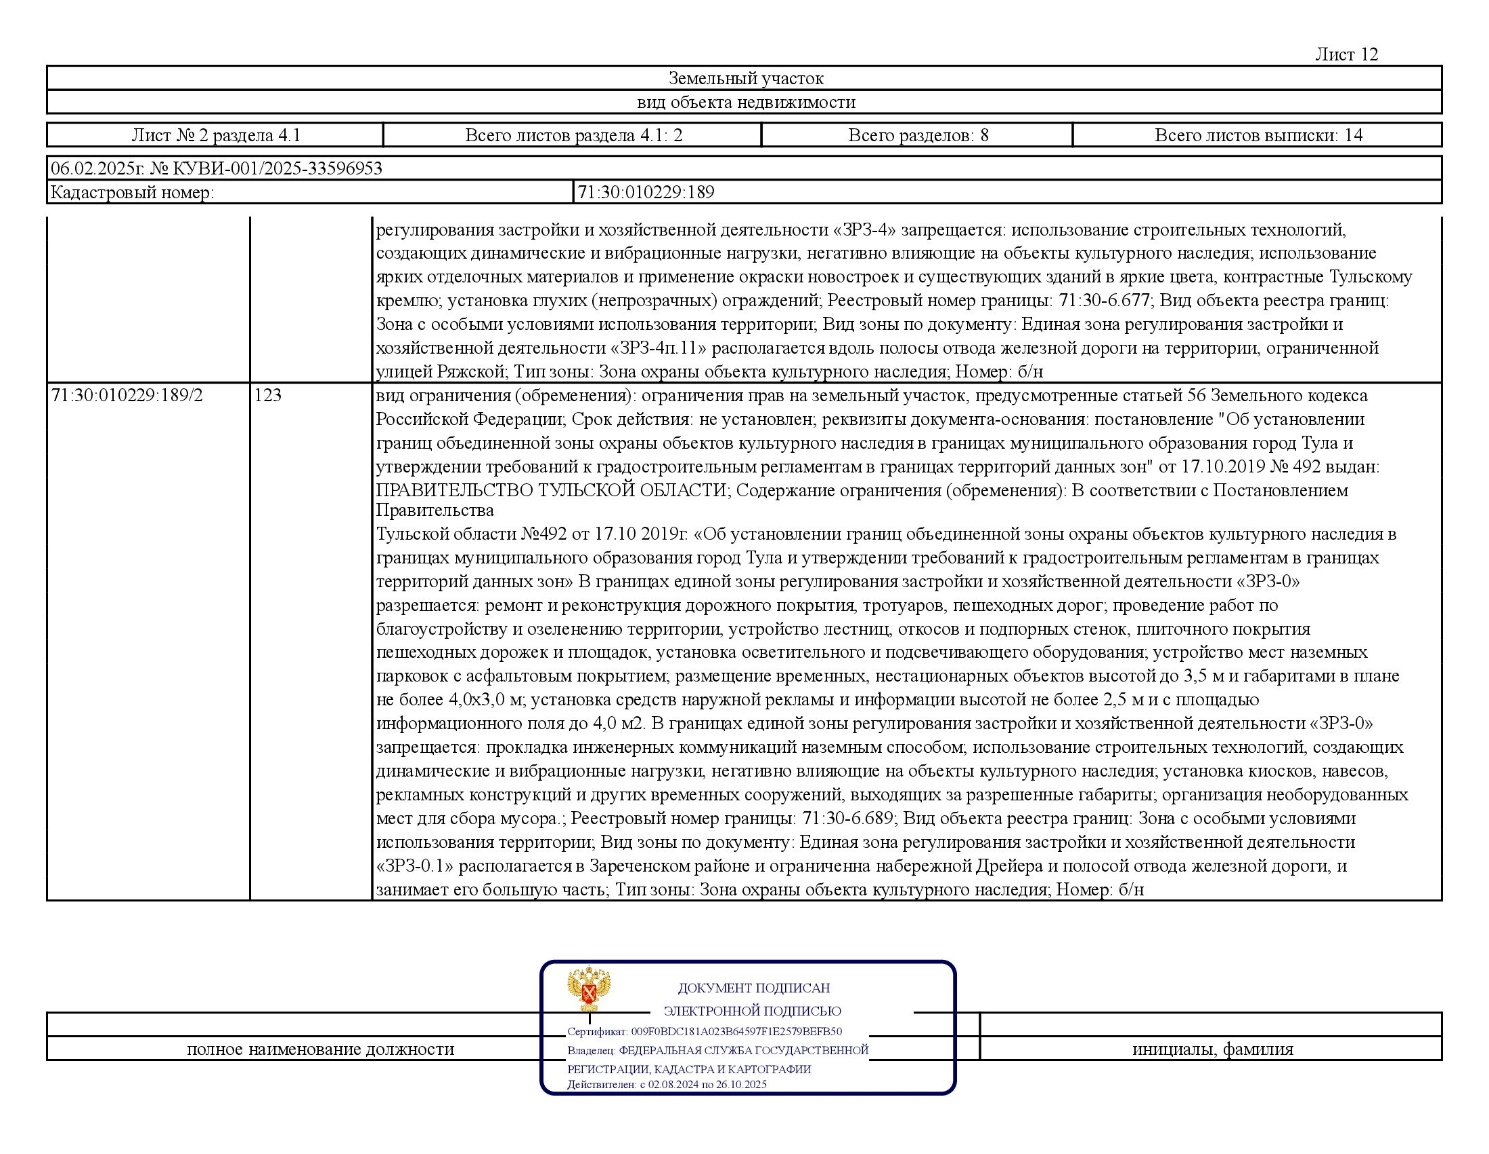 Лист 12
Земельный участок
вид объекта недвижимости
Лист № 2 раздела 4.1 Всего листов раздела 4.1: 2 Всего разделов: 8 Всего листов выписки: 14
06.02.2025г. № КУВИ-001/2025-33596953
Кадастровый номер: 71:30:010229:189
регулирования застройки и хозяйственной деятельности «ЗРЗ-4» запрещается: использование строительных технологий,
создающих динамические и вибрационные нагрузки, негативно влияющие на объекты культурного наследия; использование
ярких отделочных материалов и применение окраски новостроек и существующих зданий в яркие цвета, контрастные Тульскому
кремлю; установка глухих (непрозрачных) ограждений; Реестровый номер границы: 71:30-6.677; Вид объекта реестра границ:
Зона с особыми условиями использования территории; Вид зоны по документу: Единая зона регулирования застройки и
хозяйственной деятельности «ЗРЗ-4п.11» располагается вдоль полосы отвода железной дороги на территории, ограниченной
улицей Ряжской; Тип зоны: Зона охраны объекта культурного наследия; Номер: б/н
71:30:010229:189/2 123 вид ограничения (обременения): ограничения прав на земельный участок, предусмотренные статьей 56 Земельного кодекса
Российской Федерации; Срок действия: не установлен; реквизиты документа-основания: постановление "Об установлении
границ объединенной зоны охраны объектов культурного наследия в границах муниципального образования город Тула и
утверждении требований к градостроительным регламентам в границах территорий данных зон" от 17.10.2019 № 492 выдан:
ПРАВИТЕЛЬСТВО ТУЛЬСКОЙ ОБЛАСТИ; Содержание ограничения (обременения): В соответствии с Постановлением
Правительства
Тульской области №492 от 17.10 2019г. «Об установлении границ объединенной зоны охраны объектов культурного наследия в
границах муниципального образования город Тула и утверждении требований к градостроительным регламентам в границах
территорий данных зон» В границах единой зоны регулирования застройки и хозяйственной деятельности «ЗРЗ-0»
разрешается: ремонт и реконструкция дорожного покрытия, тротуаров, пешеходных дорог; проведение работ по
благоустройству и озеленению территории, устройство лестниц, откосов и подпорных стенок, плиточного покрытия
пешеходных дорожек и площадок, установка осветительного и подсвечивающего оборудования; устройство мест наземных
парковок с асфальтовым покрытием; размещение временных, нестационарных объектов высотой до 3,5 м и габаритами в плане
не более 4,0х3,0 м; установка средств наружной рекламы и информации высотой не более 2,5 м и с площадью
информационного поля до 4,0 м2. В границах единой зоны регулирования застройки и хозяйственной деятельности «ЗРЗ-0»
запрещается: прокладка инженерных коммуникаций наземным способом; использование строительных технологий, создающих
динамические и вибрационные нагрузки, негативно влияющие на объекты культурного наследия; установка киосков, навесов,
рекламных конструкций и других временных сооружений, выходящих за разрешенные габариты; организация необорудованных
мест для сбора мусора.; Реестровый номер границы: 71:30-6.689; Вид объекта реестра границ: Зона с особыми условиями
использования территории; Вид зоны по документу: Единая зона регулирования застройки и хозяйственной деятельности
«ЗРЗ-0.1» располагается в Зареченском районе и ограниченна набережной Дрейера и полосой отвода железной дороги, и
занимает его большую часть; Тип зоны: Зона охраны объекта культурного наследия; Номер: б/н
ДОКУМЕНТ ПОДПИСАН
ЭЛЕКТРОННОЙ ПОДПИСЬЮ
Сертификат: 009F0BDC181A023B64597F1E2579BEFB50
Владелец: ФЕДЕРАЛЬНАЯ СЛУЖБА ГОСУДАРСТВЕННОЙ
РЕГИСТРАЦИИ, КАДАСТРА И КАРТОГРАФИИ
Действителен: с 02.08.2024 по 26.10.2025
полное наименование должности инициалы, фамилия